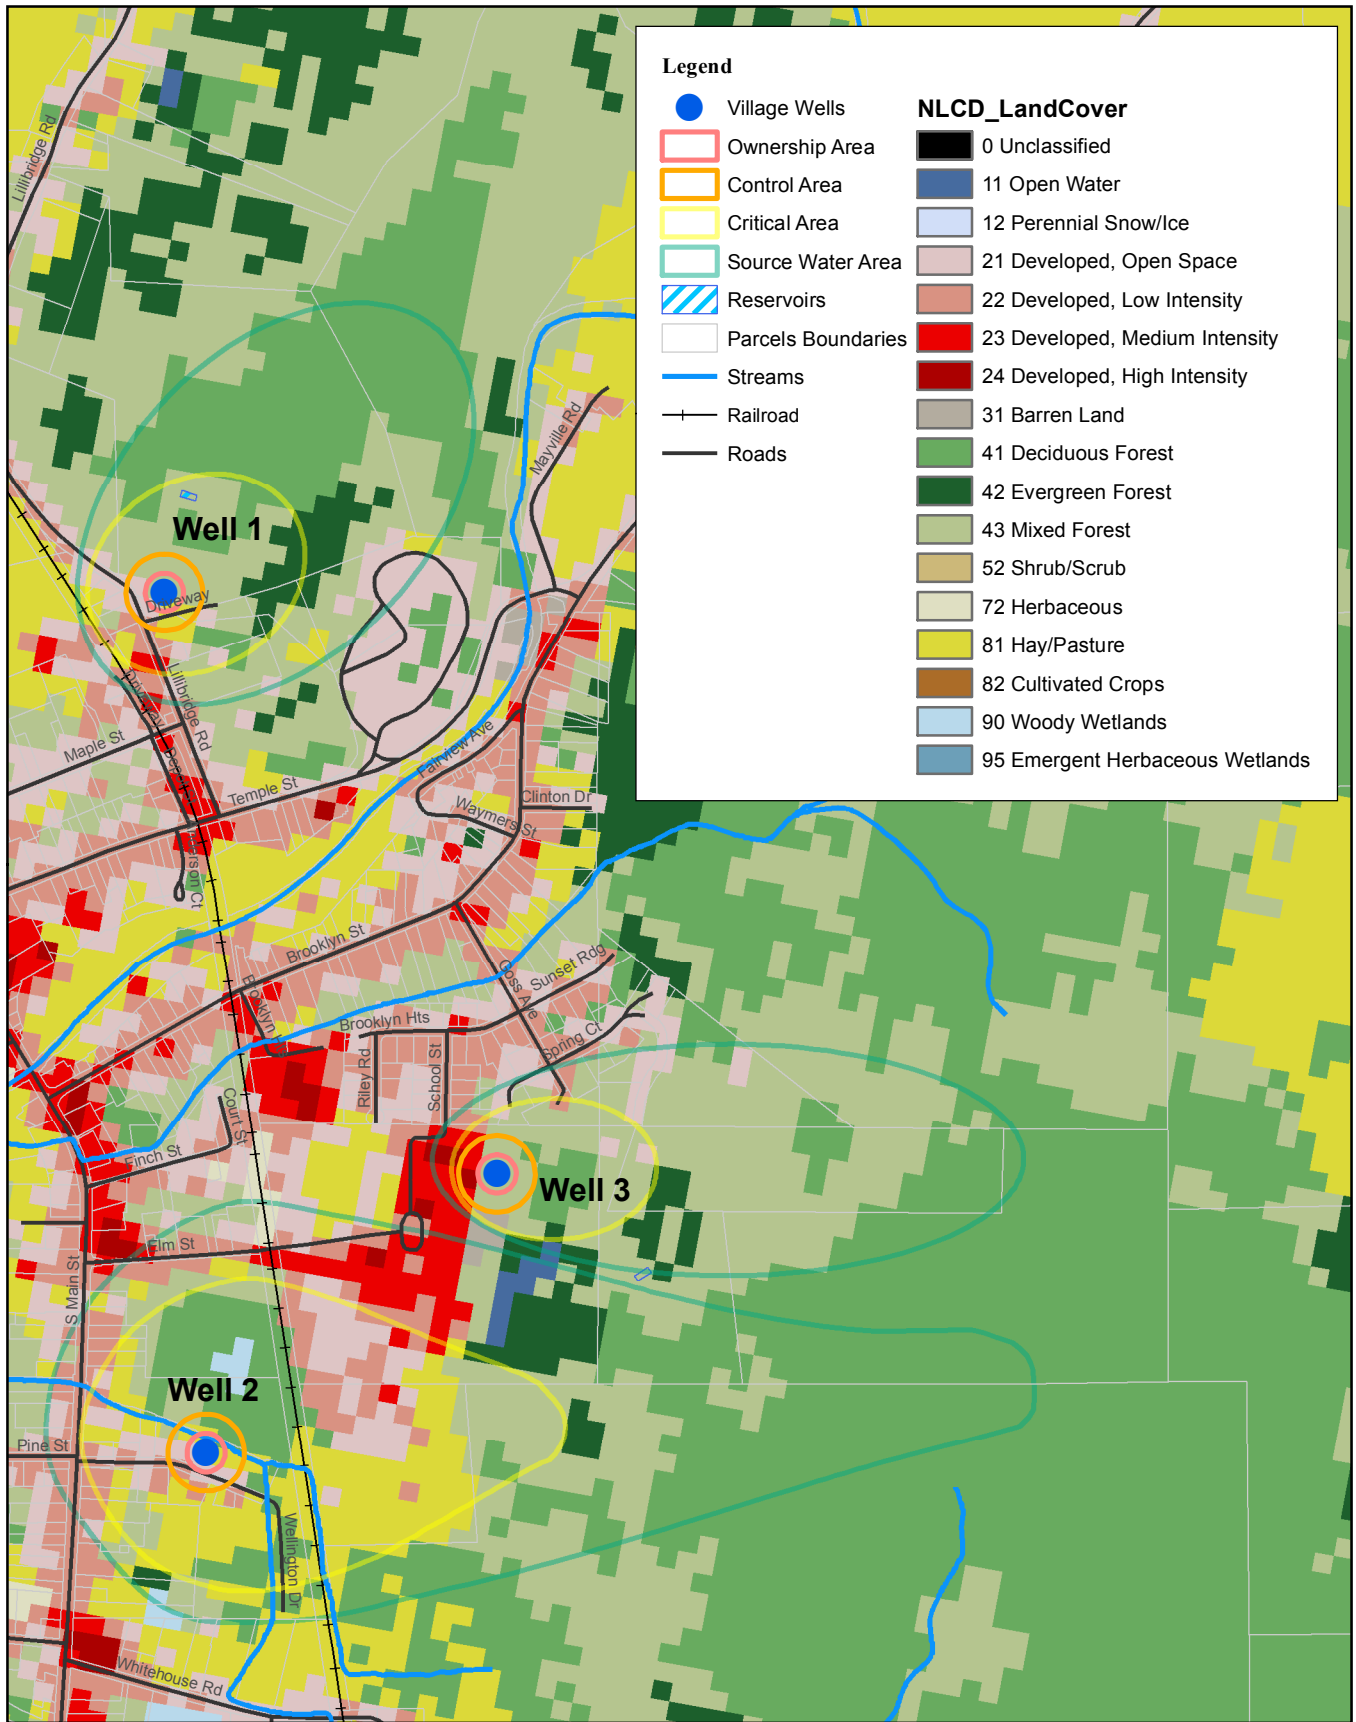 Legend
Village Wells
Ownership Area
Control Area
Critical Area
Source Water Area
Reservoirs
Parcels Boundaries
Streams
Railroad
Roads
NLCD_LandCover
0 Unclassified
11 Open Water
12 Perennial Snow/Ice
21 Developed, Open Space
22 Developed, Low Intensity
23 Developed, Medium Intensity
24 Developed, High Intensity
31 Barren Land
41 Deciduous Forest
42 Evergreen Forest
43 Mixed Forest
52 Shrub/Scrub
72 Herbaceous
81 Hay/Pasture
82 Cultivated Crops
90 Woody Wetlands
95 Emergent Herbaceous Wetlands
Lillibridge Rd
Mayville Rd
Well 1
Driveway
Driveway
Lillibridge Rd
Maple St
Fairview Ave
Temple St
Clinton Dr
Waymers St
Brooklyn St
Goss Ave
Sunset Rdg
Brooklyn Hts
Spring Ct
Riley Rd
School St
Court St
Finch St
Well 3
Elm St
S Main St
Well 2
Pine St
Wellington Dr
Whitehouse Rd